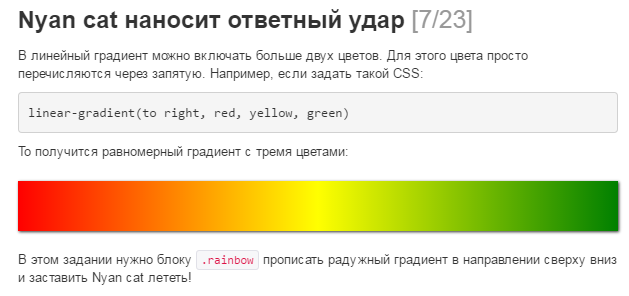 Nyan cat наносит ответный удар [7/23]
В линейный градиент можно включать больше двух цветов. Для этого цвета просто
перечисляются через запятую. Например, если задать такой CSS:
linear-gradient(to right, red, yellow, green)
То получится равномерный градиент с тремя цветами:
В этом задании нужно блоку .rainbow прописать радужный градиент в направлении сверху вниз
и заставить Nyan cat лететь!